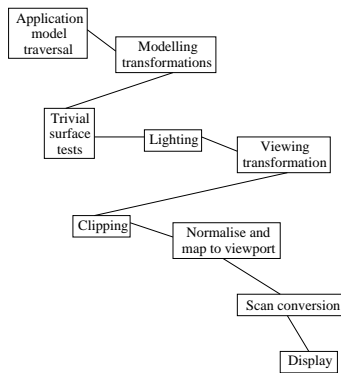 Application
model
traversal
Modelling
transformations
Trivial
surface
tests
Lighting
Viewing
transformation
Clipping
Normalise and
map to viewport
Scan conversion
Display